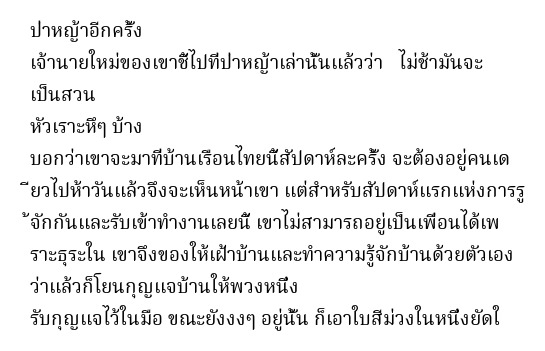 ปาหญ้าอีกครั้ง
เจ้านายใหม่ของเขาชี้ไปทีปาหญ้าเล่านั้นแล้วว่า ไม่ช้ามันจะ
เป็นสวน
หัวเราะหึๆ บ้าง
บอกว่าเขาจะมาทีบ้านเรือนไทยนี้สัปดาห์ละครั้ง จะต้องอยู่คนเด
ียวไปห้าวันแล้วจึงจะเห็นหน้าเขา แต่สำหรับสัปดาห์แรกแห่งการรู
้จักกันและรับเข้าทำงานเลยนี้ เขาไม่สามารถอยู่เป็นเพือนได้เพ
ราะธุระใน เขาจึงของให้เฝ้าบ้านและทำความรู้จักบ้านด้วยตัวเอง
ว่าแล้วก็โยนกุญแจบ้านให้พวงหนึ่ง
รับกุญแจไว้ในมือ ขณะยังงงๆ อยู่นั้น ก็เอาใบสีม่วงในหนึ่งยัดใ